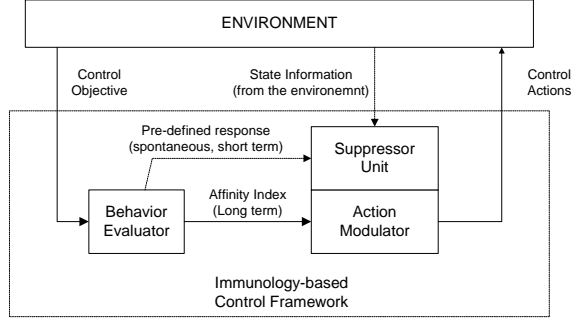 ENVIRONMENT
Control
Objective
State Information
(from the environemnt)
Control
Actions
Pre-defined response
(spontaneous, short term)
Suppressor
Unit
Behavior
Evaluator
Affinity Index
(Long term)
Action
Modulator
Immunology-based
Control Framework